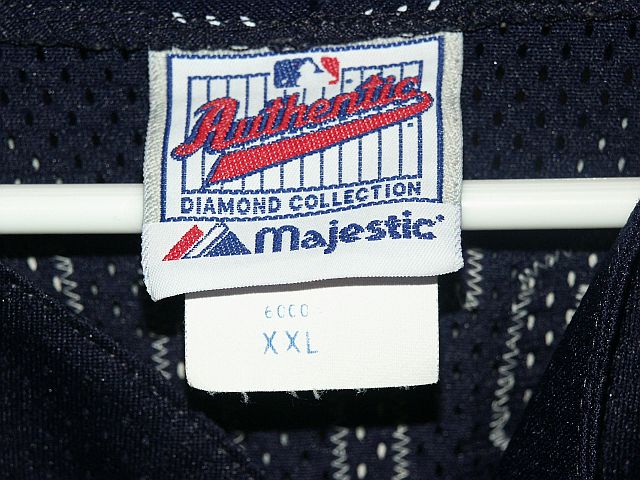 Authentic
DIAMOND COLLECTION
Majestic
6000
XXL